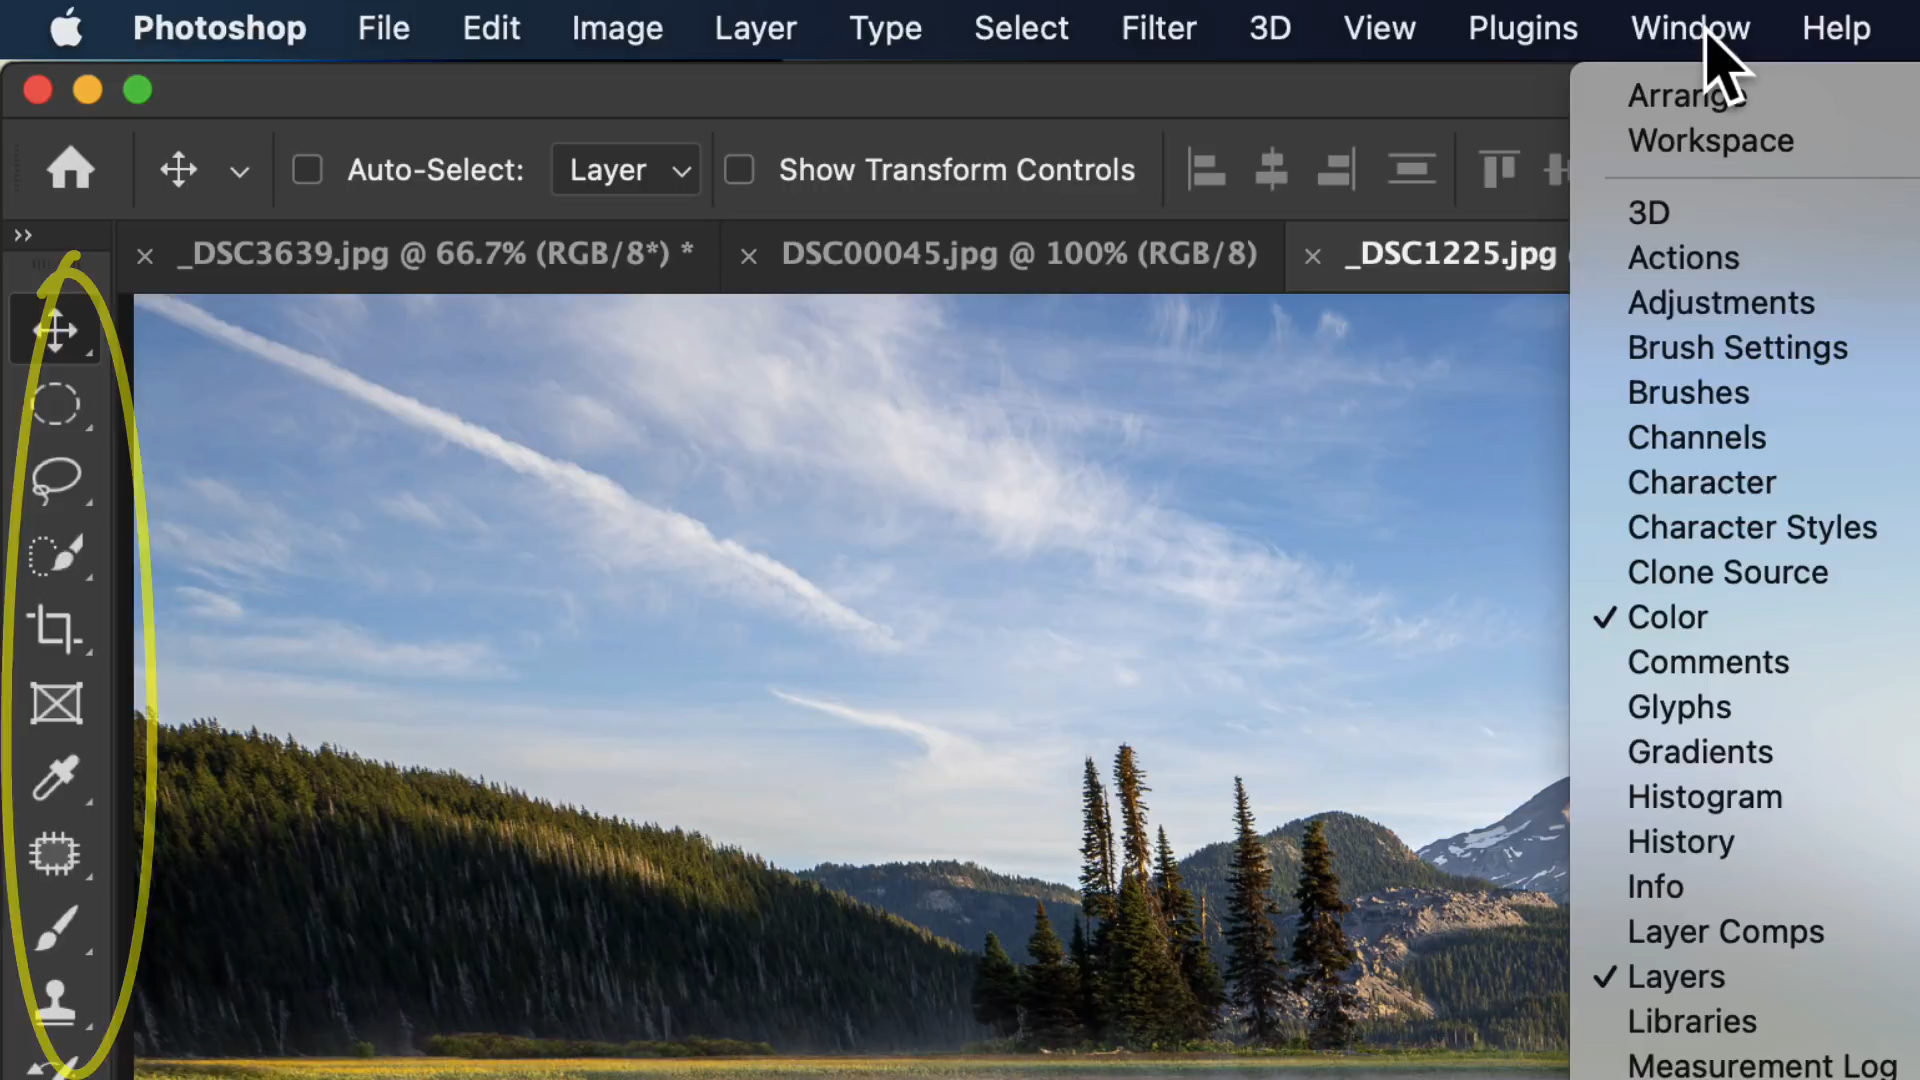 Photoshop File Edit Image Layer Type Select Filter 3D View Plugins Window Help
Auto-Select: Layer Show Transform Controls
_DSC3639.jpg @ 66.7% (RGB/8*) * DSC00045.jpg @ 100% (RGB/8) _DSC1225.jpg
Arrange
Workspace
3D
Actions
Adjustments
Brush Settings
Brushes
Channels
Character
Character Styles
Clone Source
Color
Comments
Glyphs
Gradients
Histogram
History
Info
Layer Comps
Layers
Libraries
Measurement Log